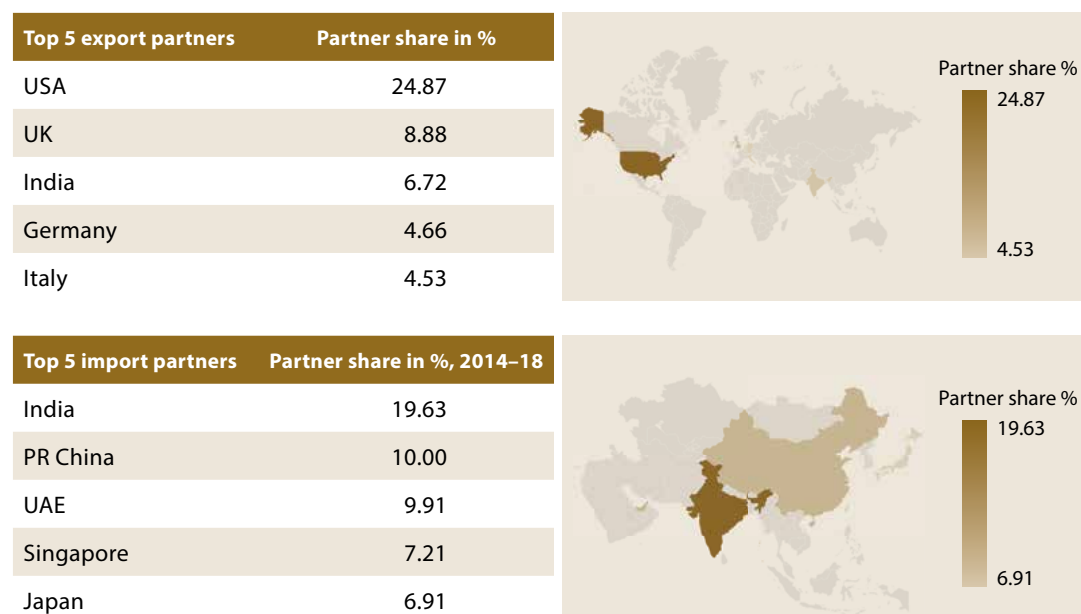 Top 5 export partners Partner share in %
USA 24.87
UK 8.88
India 6.72
Germany 4.66
Italy 4.53
Partner share %
24.87
4.53
Top 5 import partners Partner share in %, 2014–18
India 19.63
PR China 10.00
UAE 9.91
Singapore 7.21
Japan 6.91
Partner share %
19.63
6.91